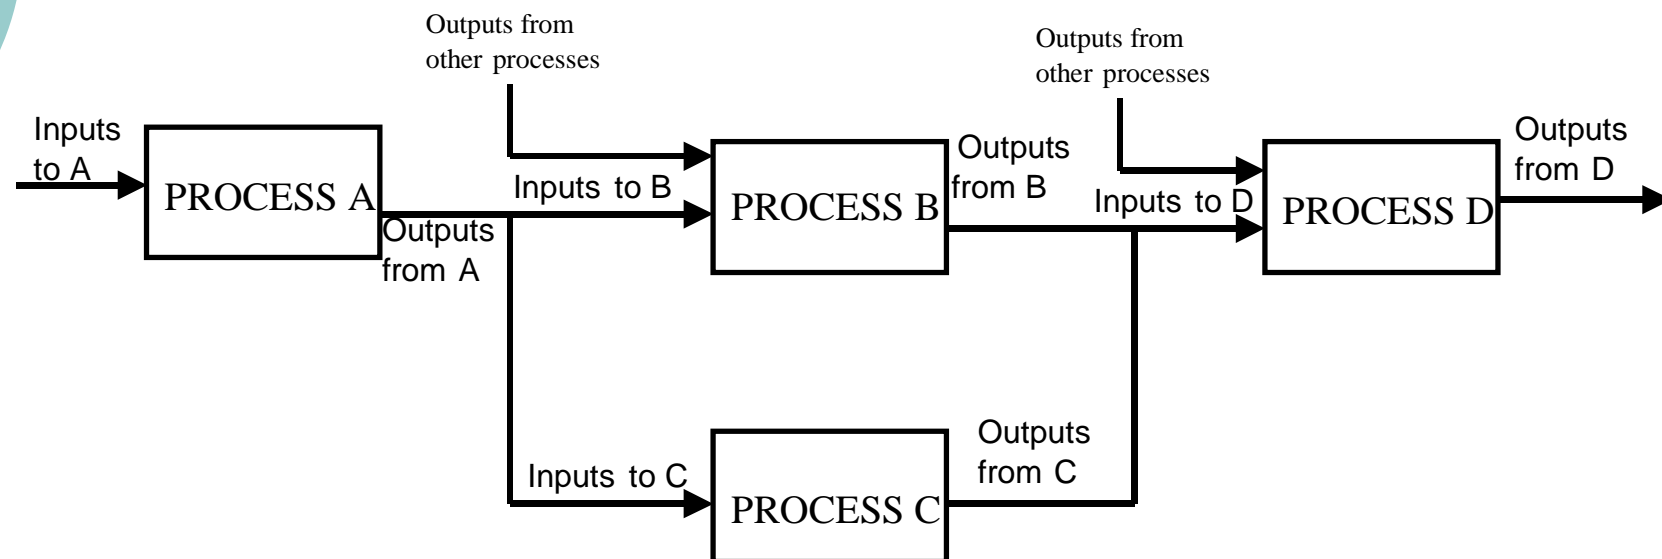 Outputs from
other processes
Outputs from
other processes
Inputs
to A
PROCESS A
Outputs
from A
Inputs to B
PROCESS B
Outputs
from B
Inputs to D
PROCESS D
Outputs
from D
Inputs to C
PROCESS C
Outputs
from C